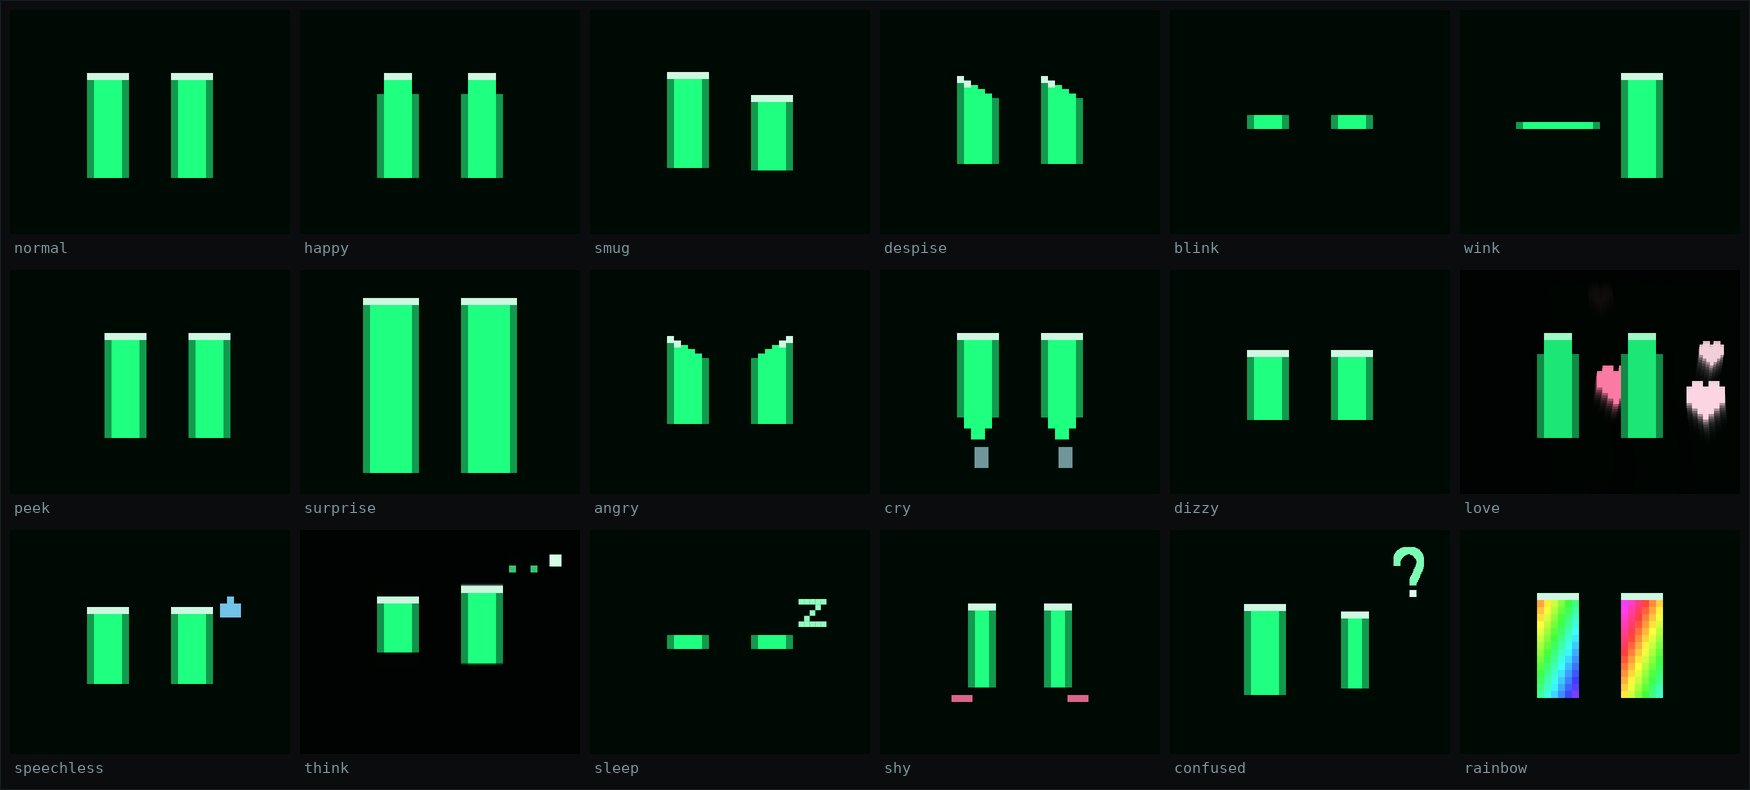 normal happy smug despise blink wink
peek surprise angry cry dizzy love
Z ?
speechless think sleep shy confused rainbow